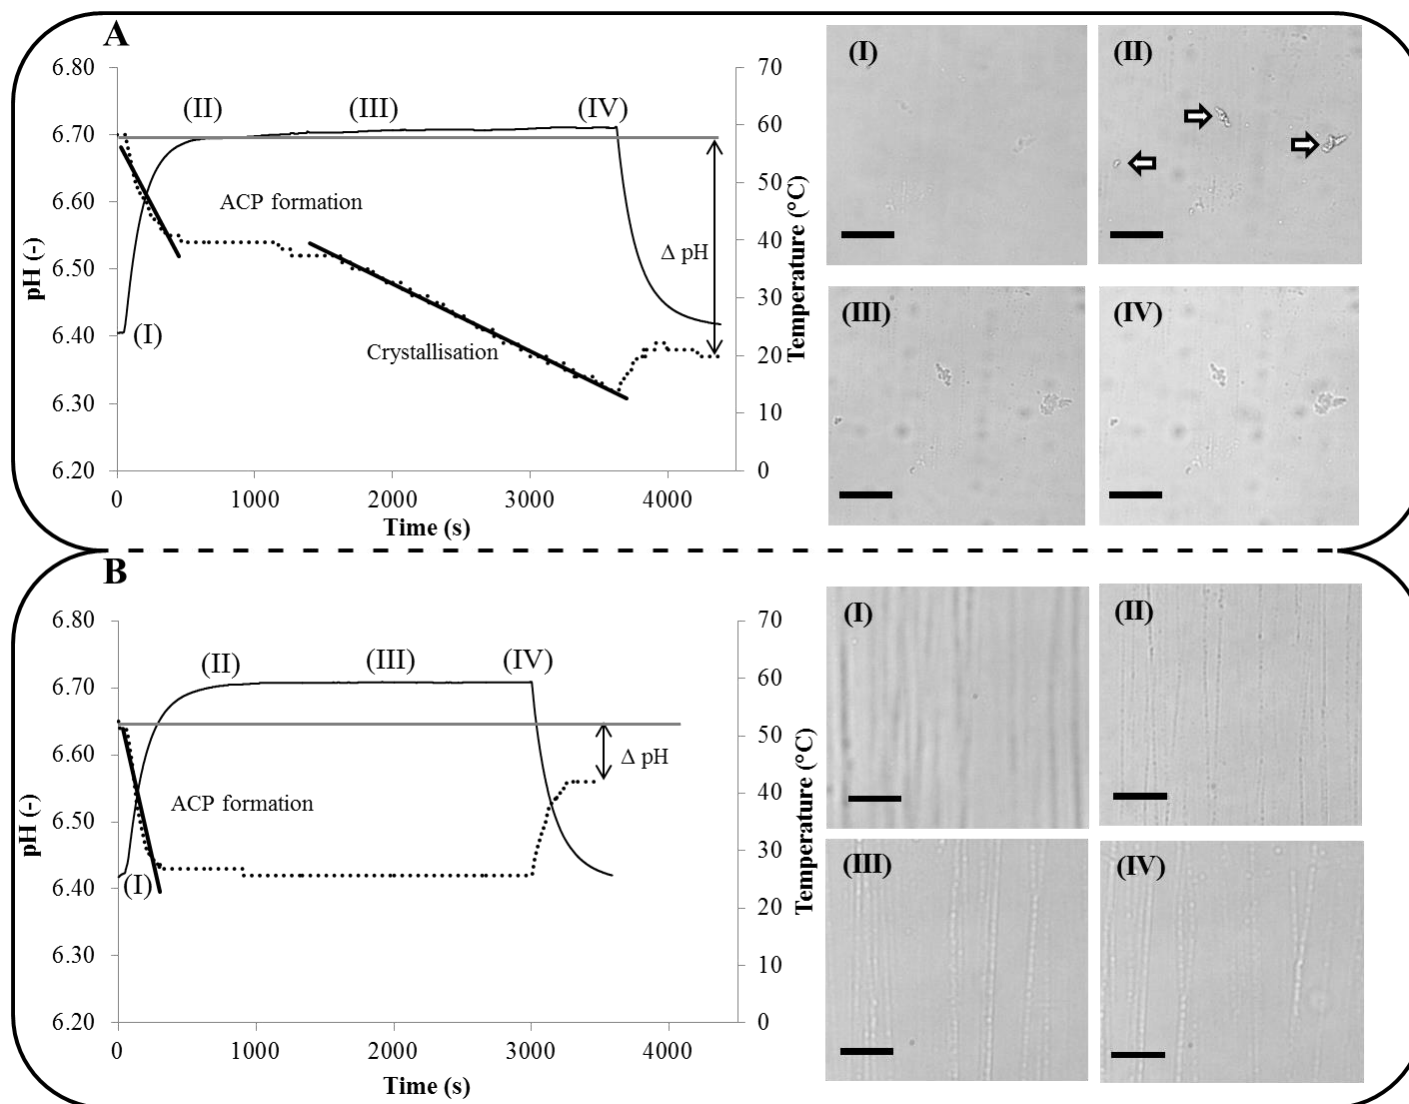 A
6.80
6.70
6.60
6.50
6.40
6.30
6.20
pH (-)
(I)
(II)
(III)
(IV)
ACP formation
Crystallisation
Δ pH
70
60
50
40
30
20
10
0
Temperature (°C)
0
1000
2000
3000
4000
Time (s)
(I)
(II)
(III)
(IV)
B
6.80
6.70
6.60
6.50
6.40
6.30
6.20
pH (-)
(I)
(II)
(III)
(IV)
ACP formation
Δ pH
70
60
50
40
30
20
10
0
Temperature (°C)
0
1000
2000
3000
4000
Time (s)
(I)
(II)
(III)
(IV)